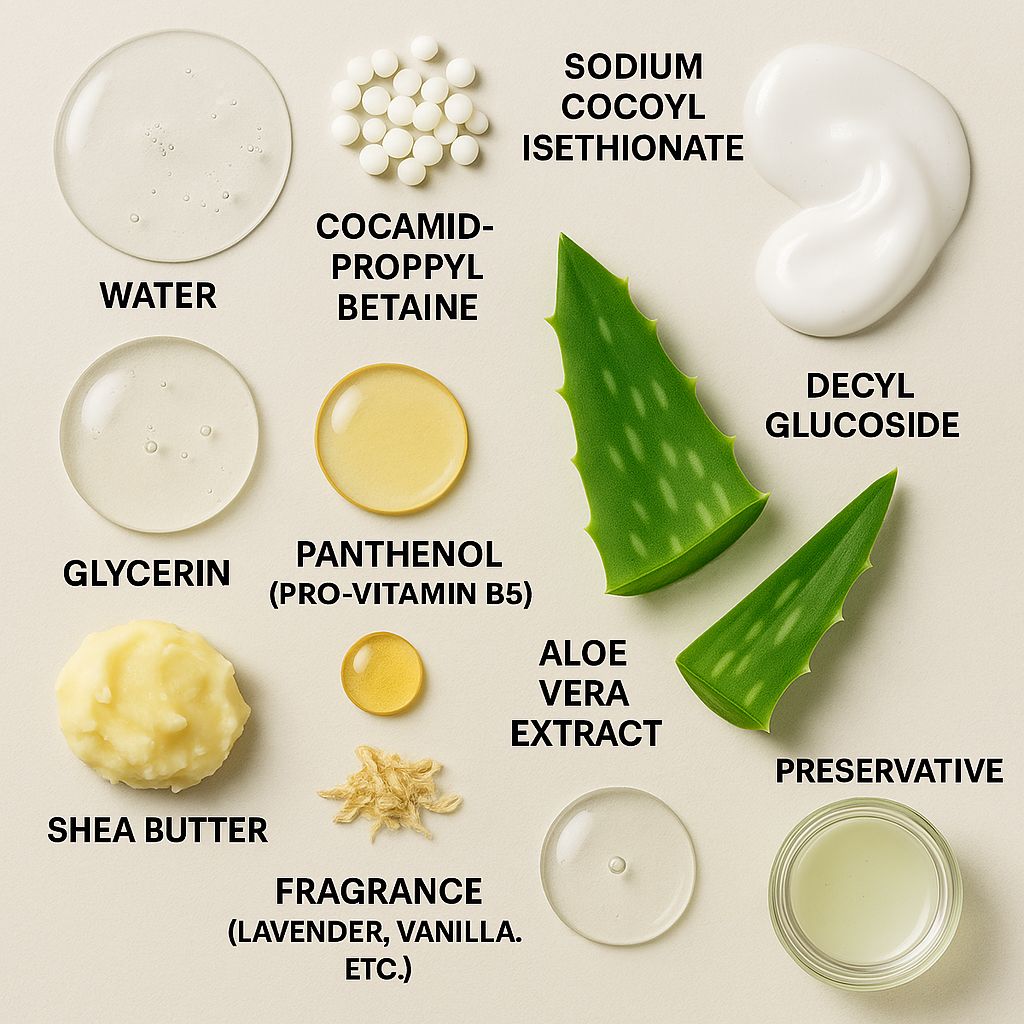 WATER
COCAMID-
PROPPYL
BETAINE
SODIUM
COCOYL
ISETHIONATE
DECYL
GLUCOSIDE
GLYCERIN
PANTHENOL
(PRO-VITAMIN B5)
ALOE
VERA
EXTRACT
SHEA BUTTER
FRAGRANCE
(LAVENDER, VANILLA.
ETC.)
PRESERVATIVE